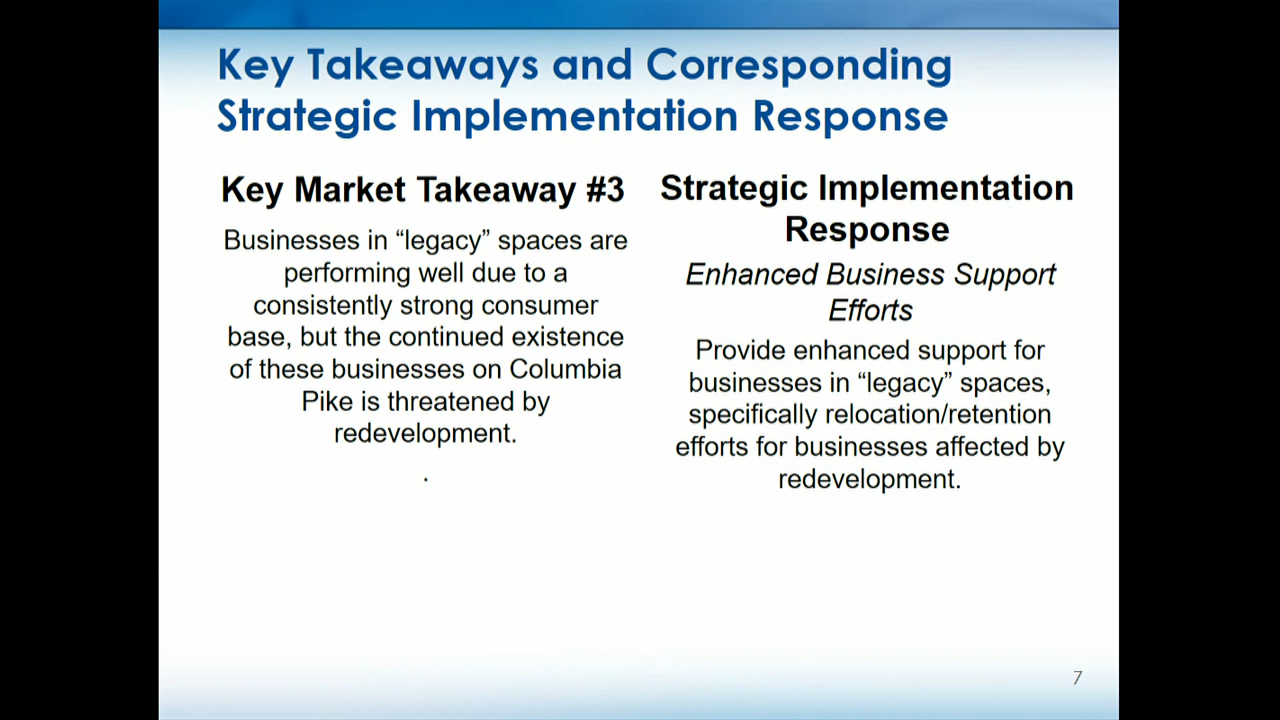 Key Takeaways and Corresponding
Strategic Implementation Response
Key Market Takeaway #3
Businesses in “legacy” spaces are
performing well due to a
consistently strong consumer
base, but the continued existence
of these businesses on Columbia
Pike is threatened by
redevelopment.
.
Strategic Implementation
Response
Enhanced Business Support
Efforts
Provide enhanced support for
businesses in “legacy” spaces,
specifically relocation/retention
efforts for businesses affected by
redevelopment.
7